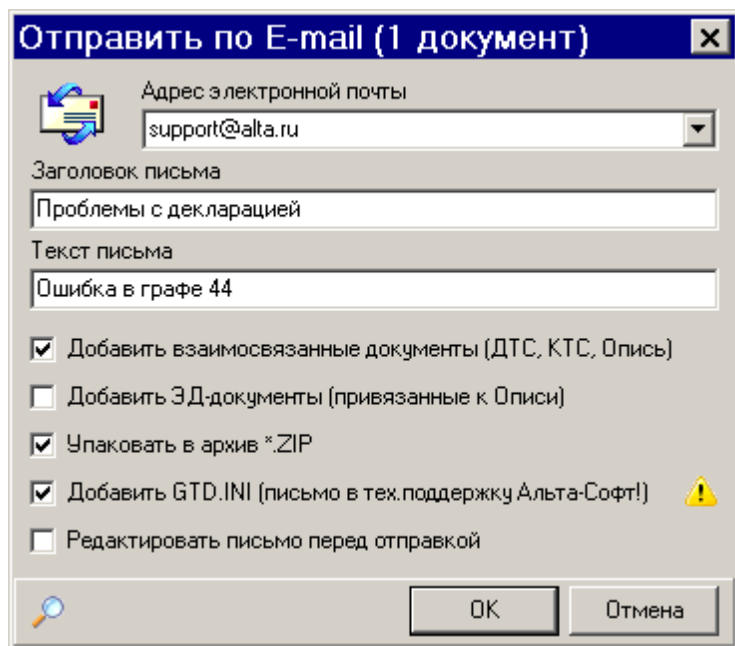 Отправить по E-mail (1 документ)
Адрес электронной почты
support@alta.ru
Заголовок письма
Проблемы с декларацией
Текст письма
Ошибка в графе 44
Добавить взаимосвязанные документы (ДТС, КТС, Опись)
Добавить ЭД-документы (привязанные к Описи)
Упаковать в архив *.ZIP
Добавить GTD.INI (письмо в тех.поддержку Альта-Софт!)
Редактировать письмо перед отправкой
OK Отмена